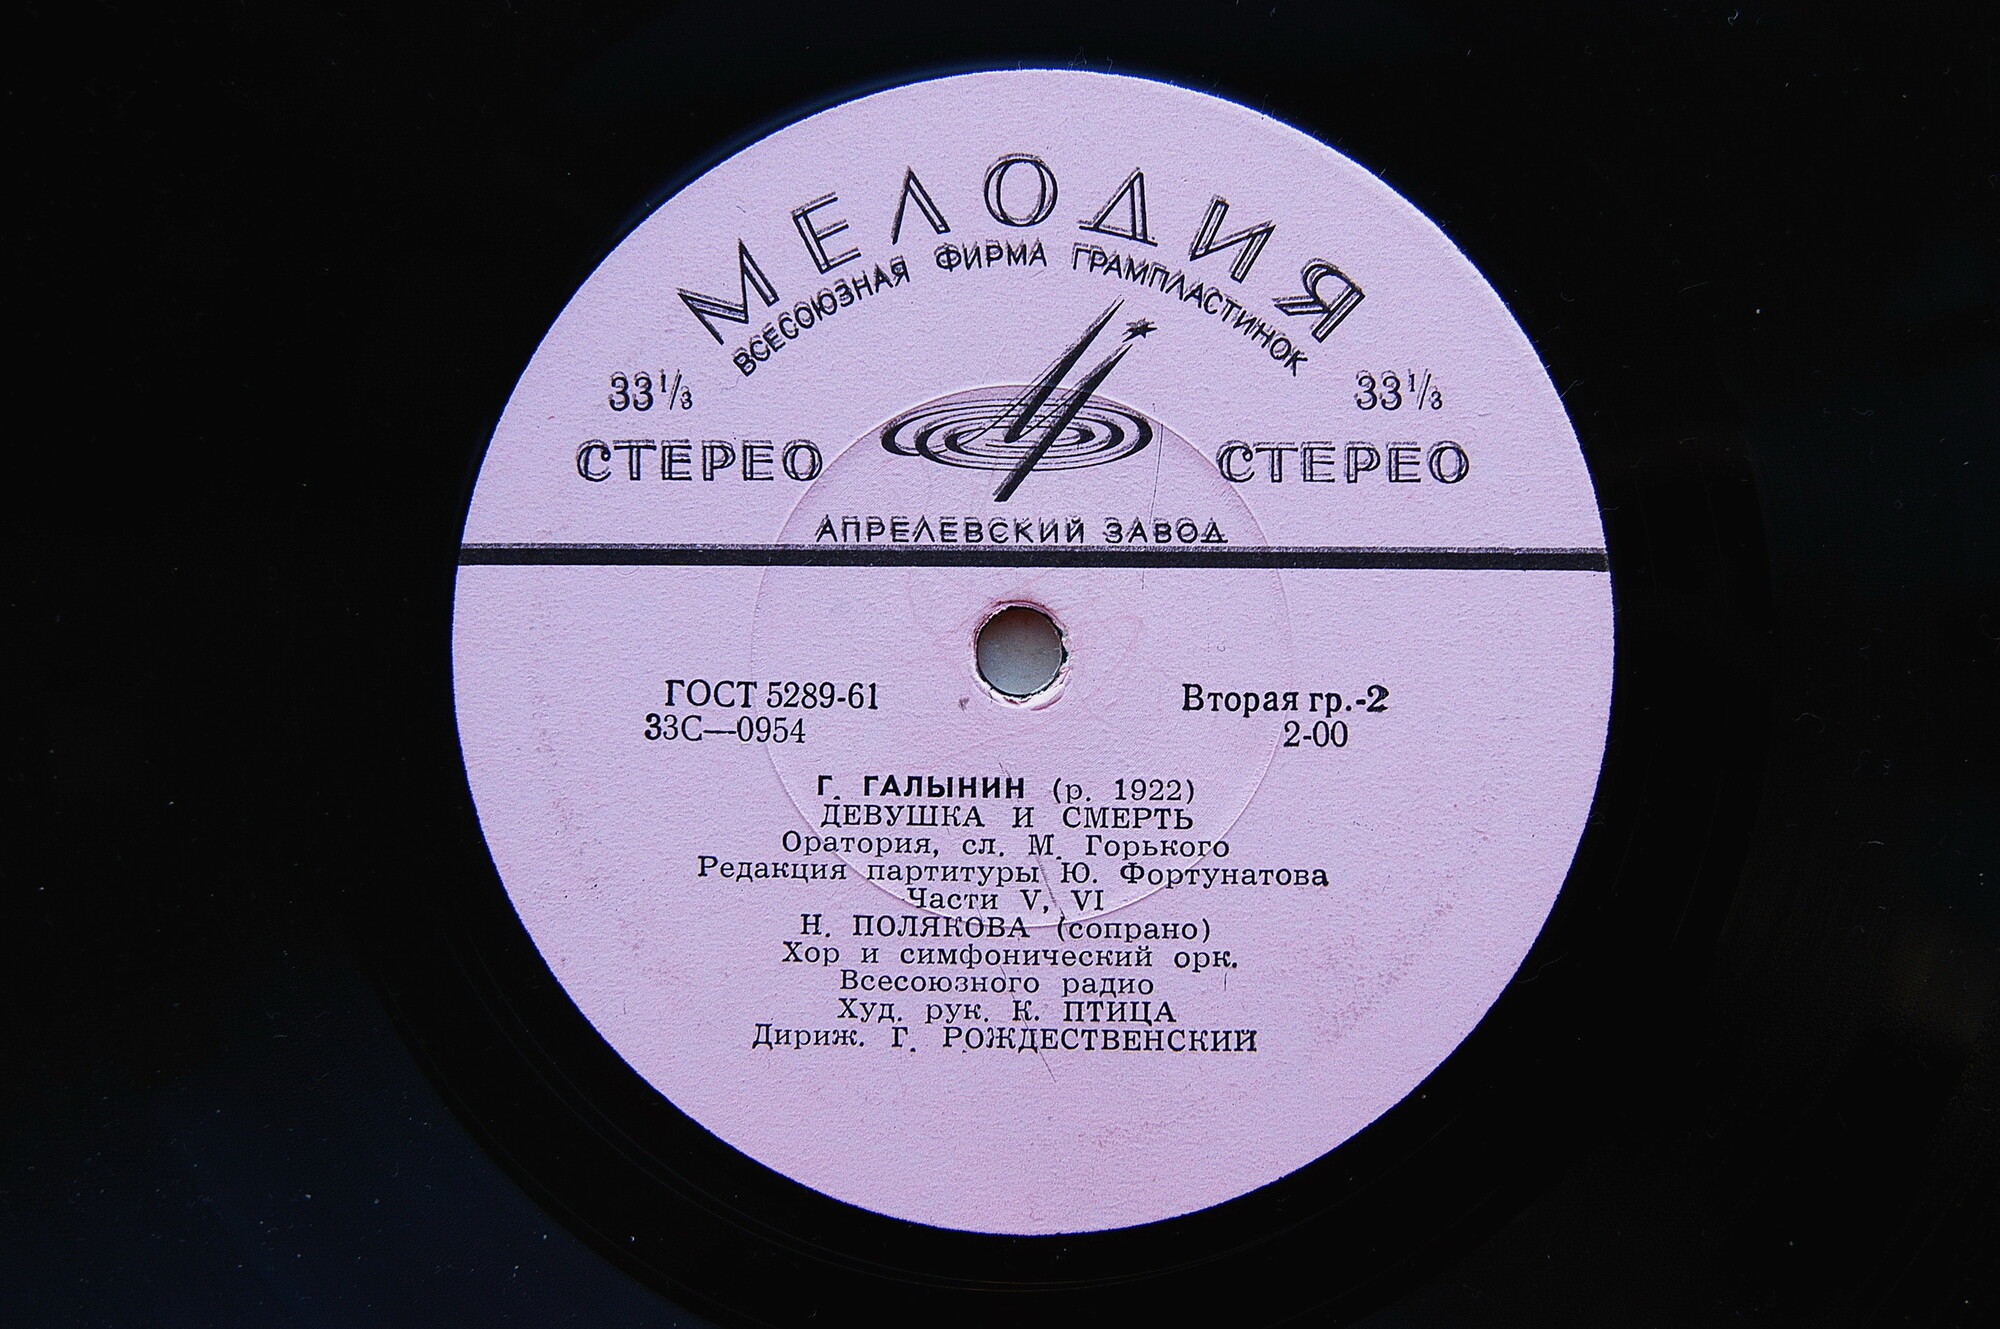 МЕЛОДИЯ
ВСЕСОЮЗНАЯ ФИРМА ГРАМПЛАСТИНОК
33⅓ 33⅓
СТЕРЕО СТЕРЕО
АПРЕЛЕВСКИЙ ЗАВОД
ГОСТ 5289-61 Вторая гр.-2
33С—0954 2-00
Г. ГАЛЫНИН (р. 1922)
ДЕВУШКА И СМЕРТЬ
Оратория, сл. М. Горького
Редакция партитуры Ю. Фортунатова
Части V, VI
Н. ПОЛЯКОВА (сопрано)
Хор и симфонический орк.
Всесоюзного радио
Худ. рук. К. ПТИЦА
Дириж. Г. РОЖДЕСТВЕНСКИЙ